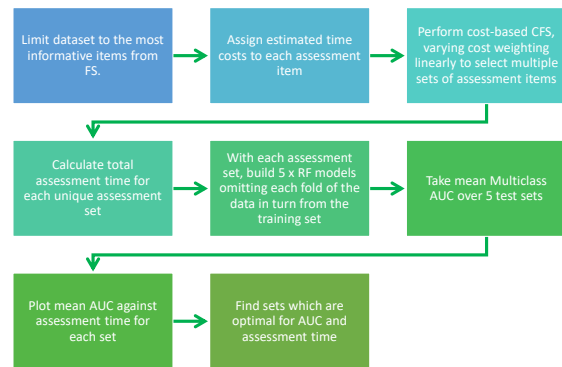 Limit dataset to the most
informative items from
FS.
Assign estimated time
costs to each assessment
item
Perform cost-based CFS,
varying cost weighting
linearly to select multiple
sets of assessment items
Calculate total
assessment time for
each unique assessment
set
With each assessment
set, build 5 x RF models
omitting each fold of the
data in turn from the
training set
Take mean Multiclass
AUC over 5 test sets
Plot mean AUC against
assessment time for
each set
Find sets which are
optimal for AUC and
assessment time